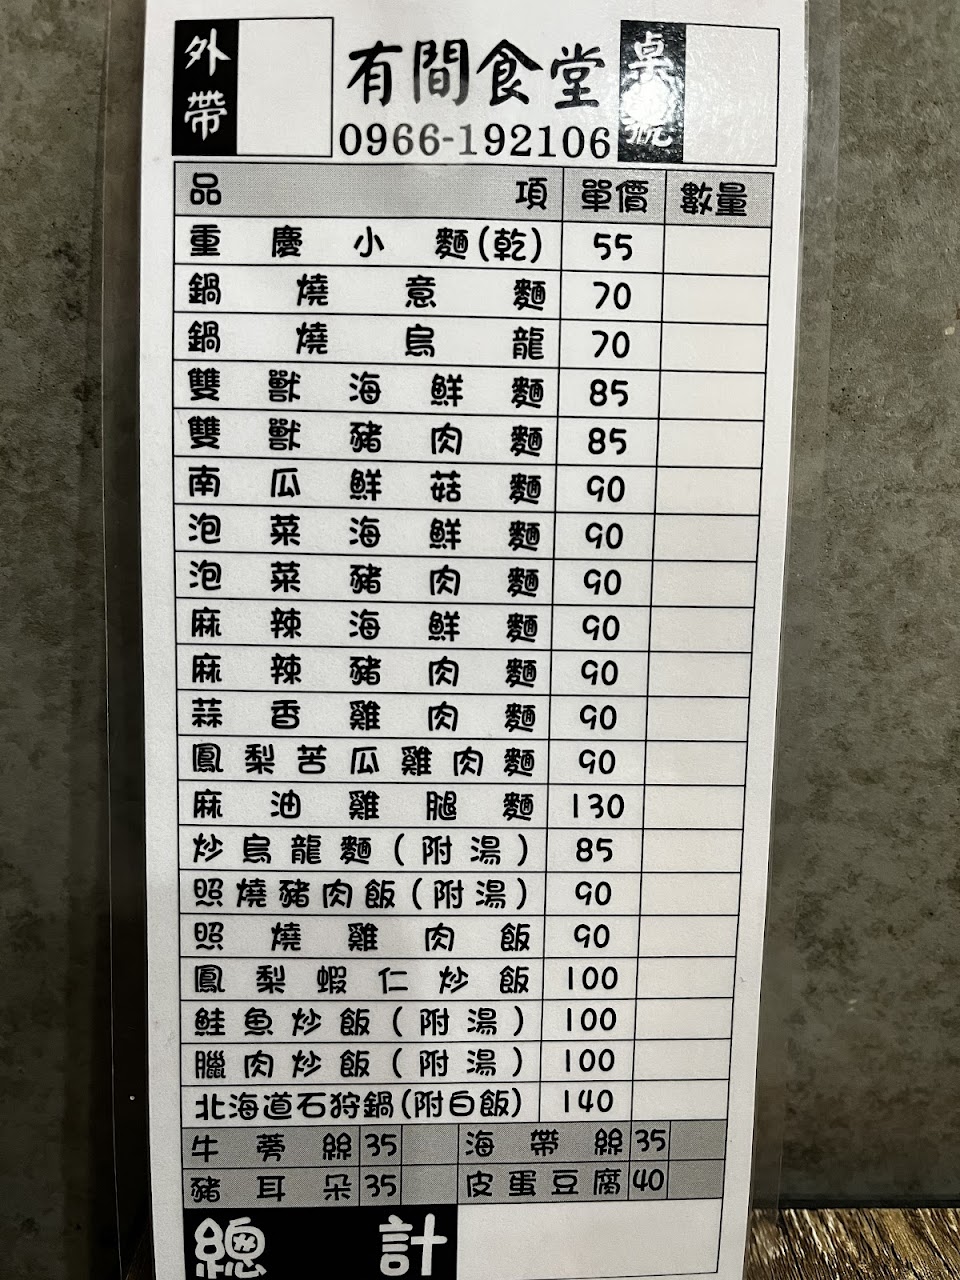 外帶
有間食堂
桌號
0966-192106
品項 單價 數量
重慶小麵(乾) 55
鍋燒意麵 70
鍋燒烏龍 70
雙獸海鮮麵 85
雙獸豬肉麵 85
南瓜鮮菇麵 90
泡菜海鮮麵 90
泡菜豬肉麵 90
麻辣海鮮麵 90
麻辣豬肉麵 90
蒜香雞肉麵 90
鳳梨苦瓜雞肉麵 90
麻油雞腿麵 130
炒烏龍麵(附湯) 85
照燒豬肉飯(附湯) 90
照燒雞肉飯 90
鳳梨蝦仁炒飯 100
鮭魚炒飯(附湯) 100
臘肉炒飯(附湯) 100
北海道石狩鍋(附白飯) 140
牛蒡絲 35 海帶絲 35
豬耳朵 35 皮蛋豆腐 40
總計